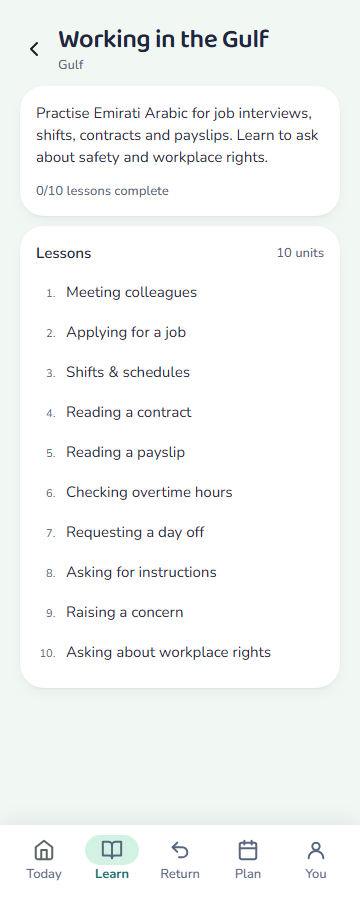 Working in the Gulf
Gulf
Practise Emirati Arabic for job interviews,
shifts, contracts and payslips. Learn to ask
about safety and workplace rights.
0/10 lessons complete
Lessons 10 units
1. Meeting colleagues
2. Applying for a job
3. Shifts & schedules
4. Reading a contract
5. Reading a payslip
6. Checking overtime hours
7. Requesting a day off
8. Asking for instructions
9. Raising a concern
10. Asking about workplace rights
Today Learn Return Plan You